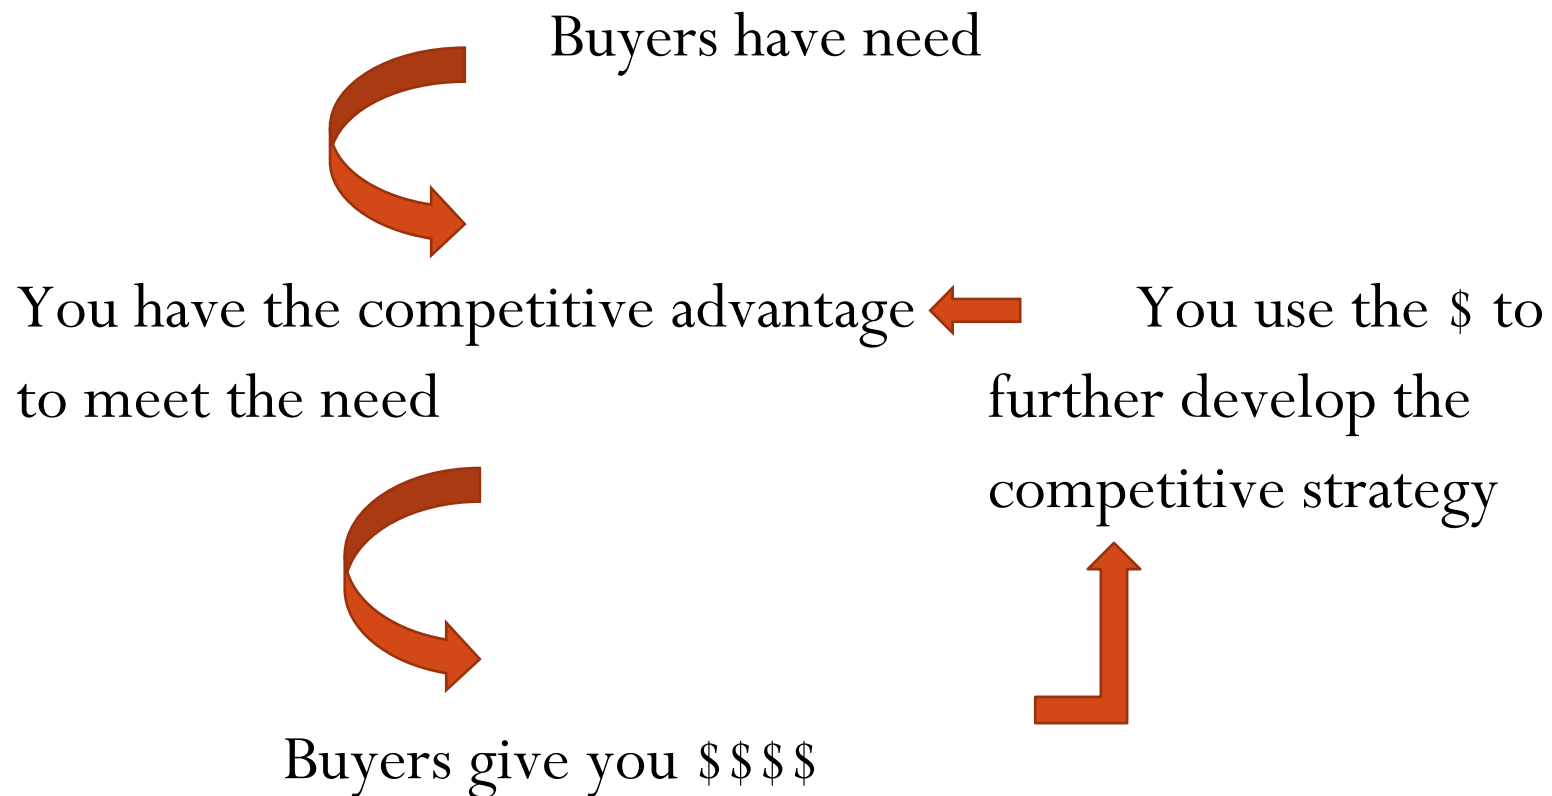 Buyers have need
You have the competitive advantage
to meet the need
You use the $ to
further develop the
competitive strategy
Buyers give you $$$$